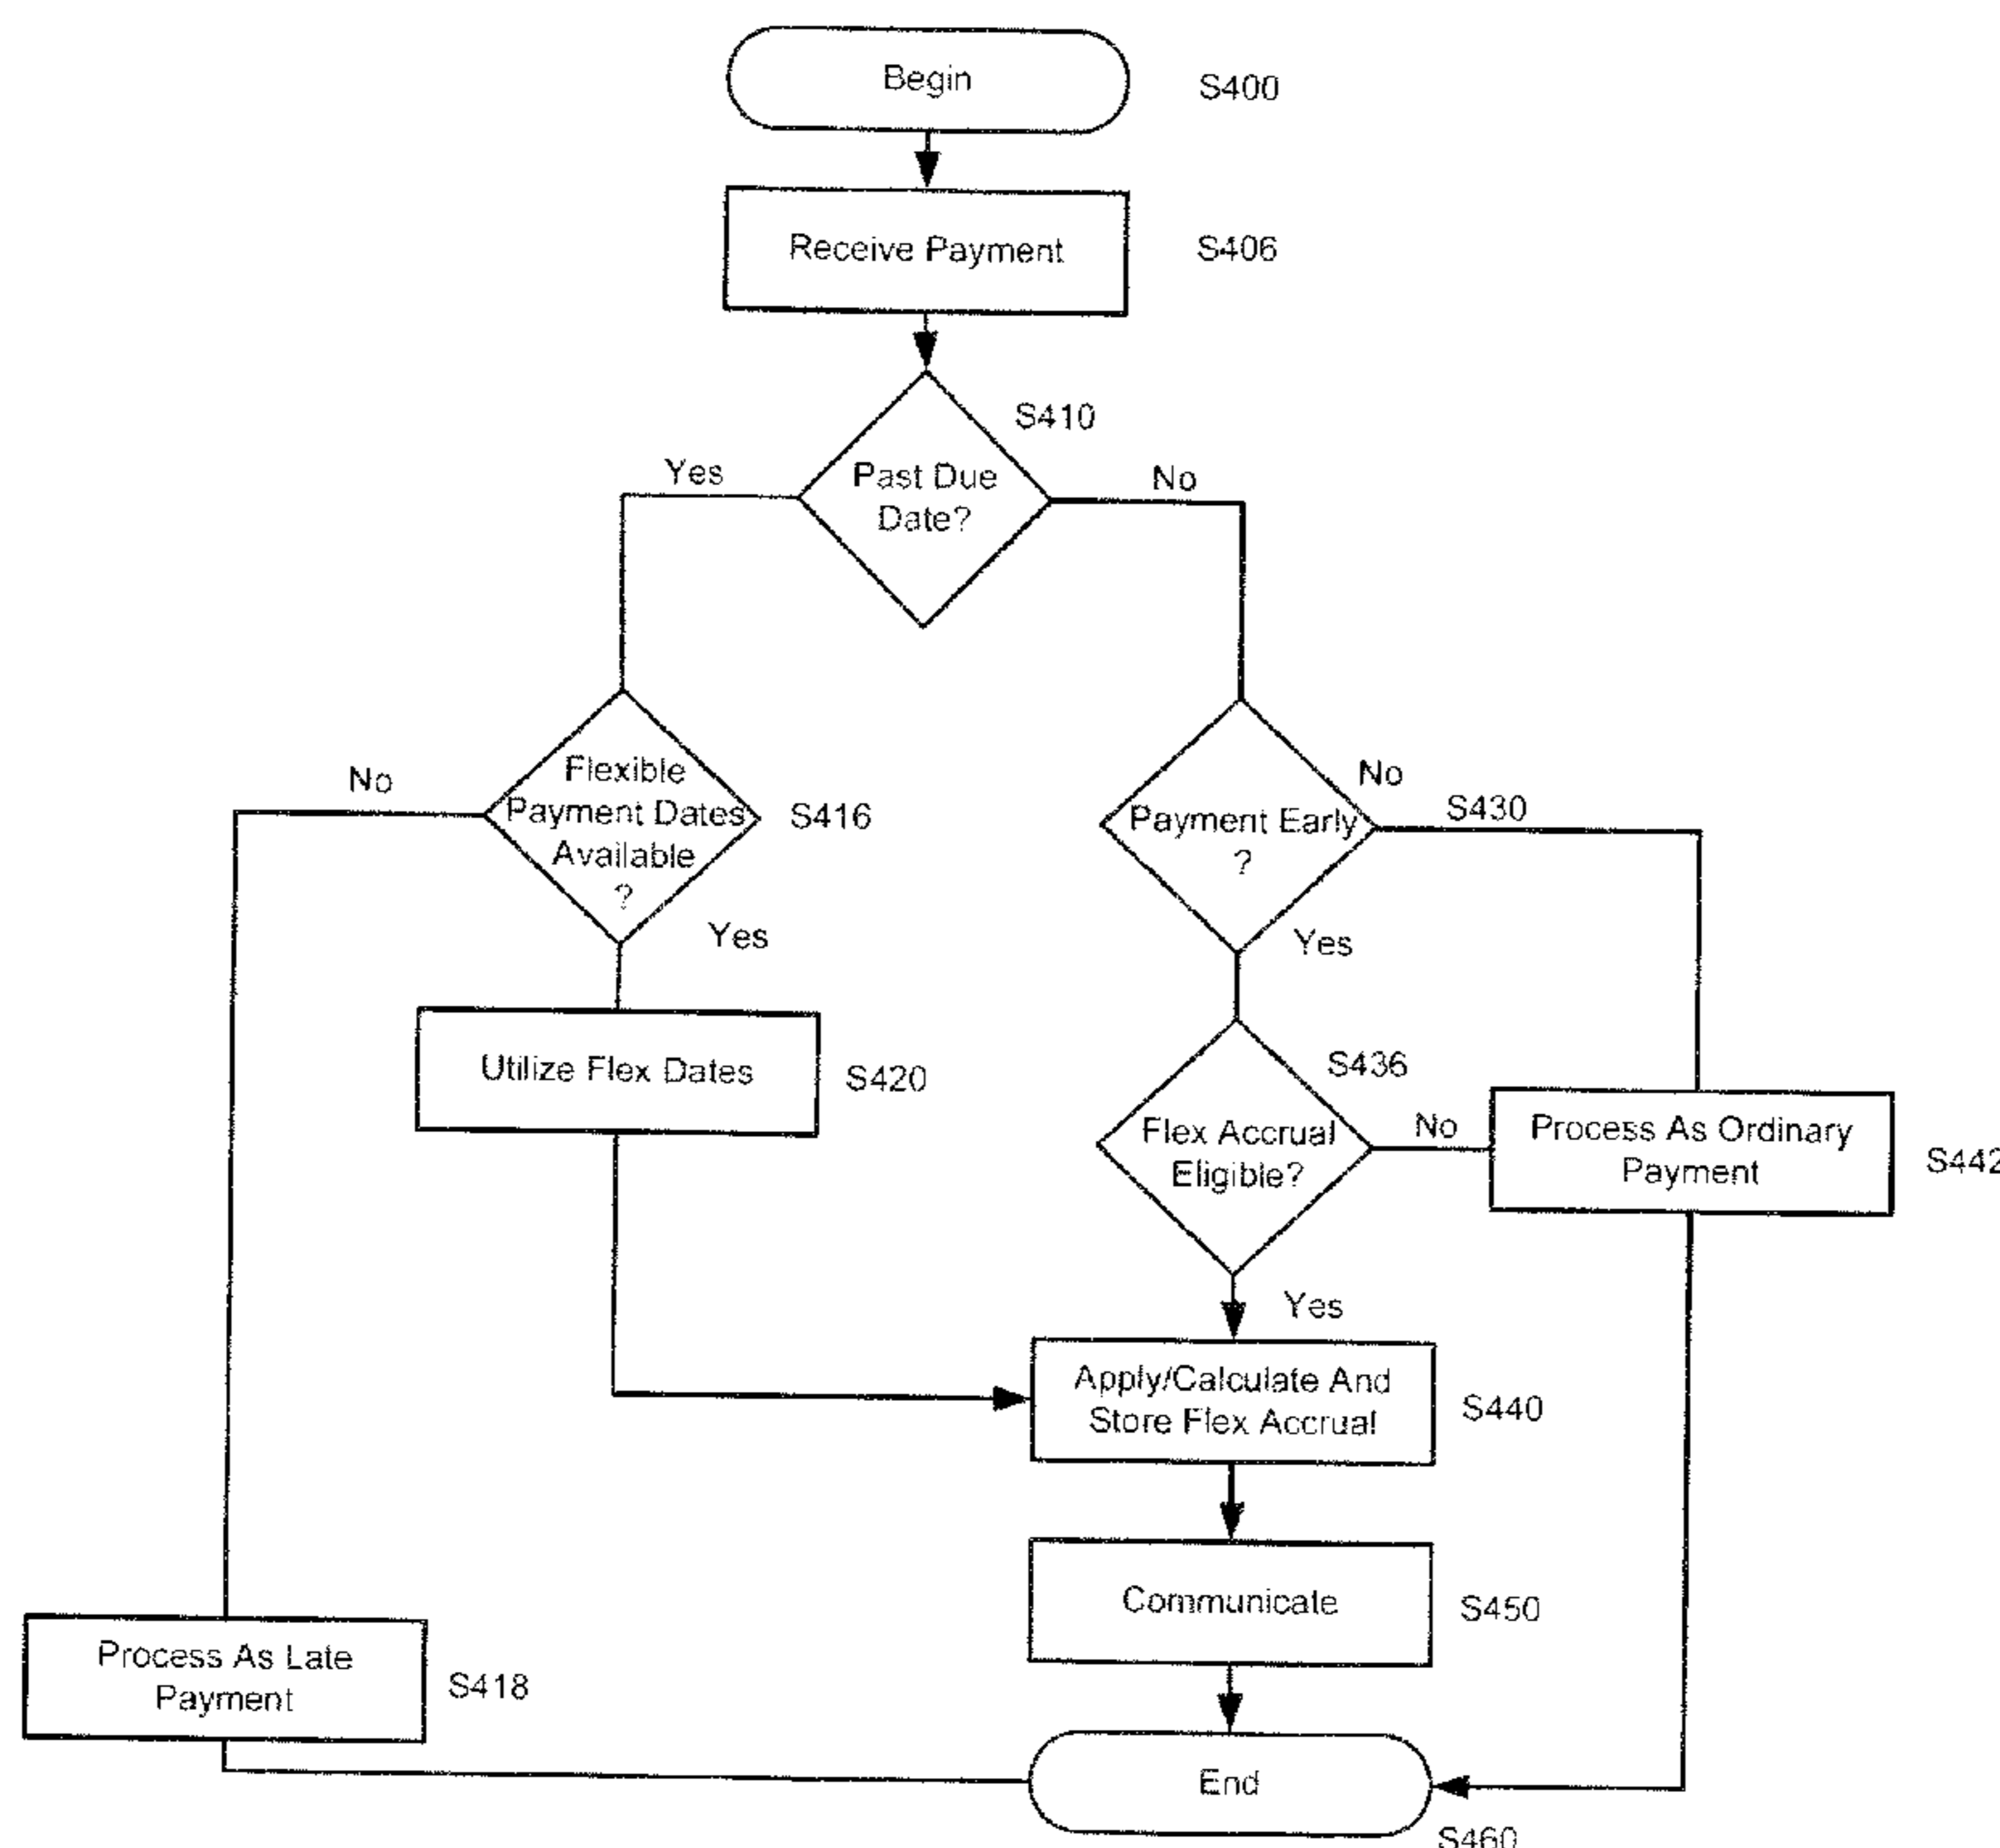 Begin
S400
Receive Payment
S406
S410
Yes
Past Due
Date?
No
No
Flexible
Payment Dates
Available
?
S416
Yes
No
S430
Payment Early
?
Yes
Utilize Flex Dates
S420
S436
Flex Accrual
Eligible?
No
Process As Ordinary
Payment
S442
Yes
Apply/Calculate And
Store Flex Accrual
S440
Communicate
S450
Process As Late
Payment
S418
End
S460